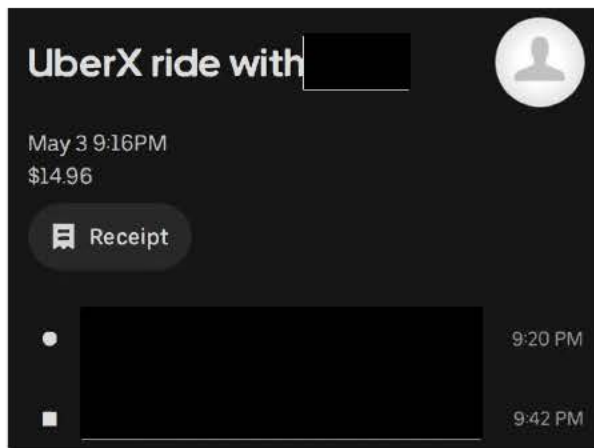 UberX ride with
May 3 9:16PM
$14.96
Receipt
9:20 PM
9:42 PM